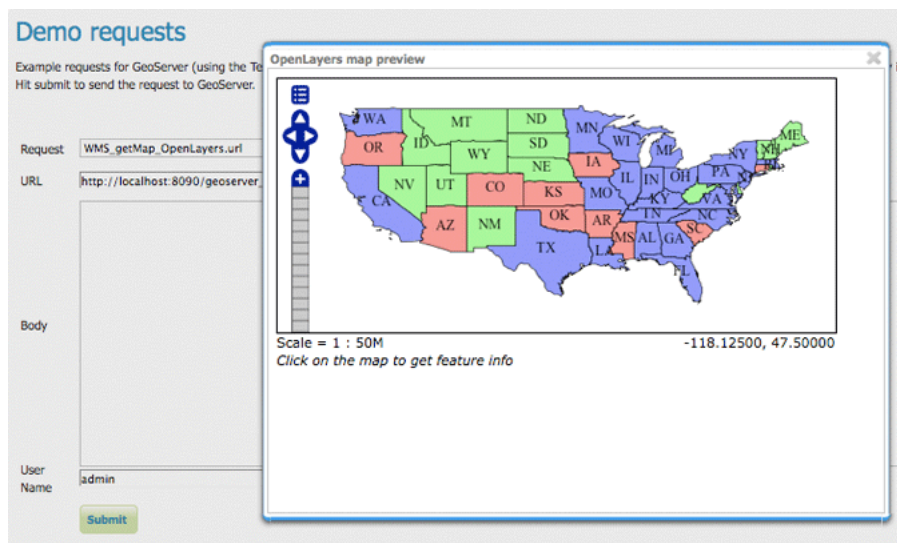 Demo requests
Example requests for GeoServer (using the Te
Hit submit to send the request to GeoServer.
Request
WMS_getMap_OpenLayers.url
URL
http://localhost:8090/geoserver_
Body
User
Name
admin
Submit
OpenLayers map preview
WA
MT
ND
MN
ME
OR
ID
SD
WI
MI
NY
NH
WY
NE
IA
PA
NV
UT
CO
IL
IN
OH
CA
KS
MO
KY
VA
AZ
NM
OK
AR
TN
NC
TX
LA
MS
AL
GA
SC
FL
Scale = 1 : 50M
-118.12500, 47.50000
Click on the map to get feature info